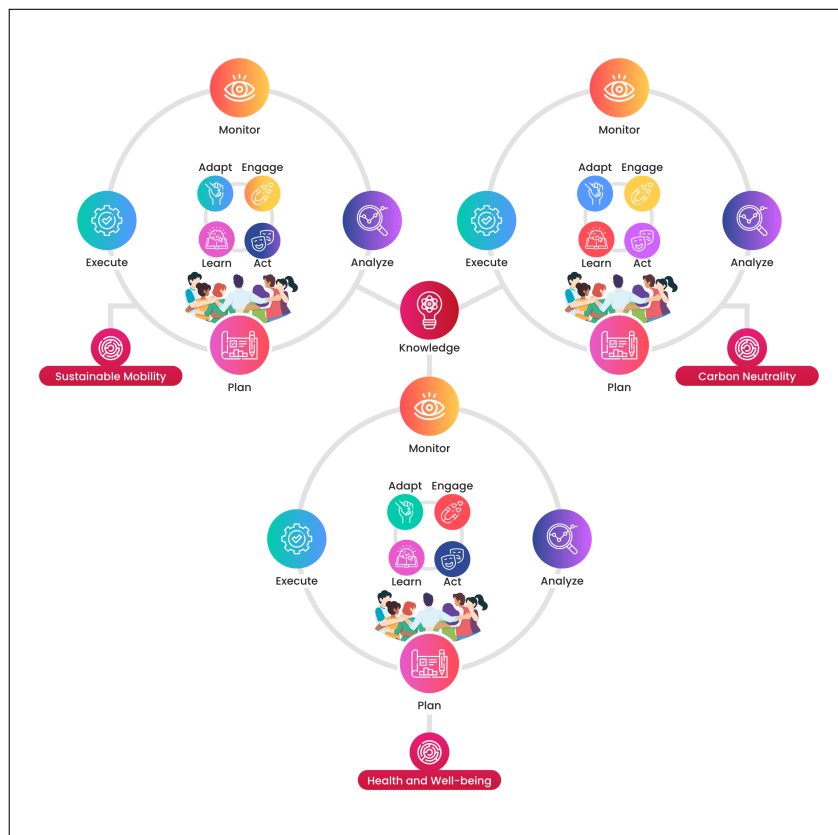 Monitor
Adapt Engage
Execute
Analyze
Learn Act
Plan
Sustainable Mobility
Monitor
Adapt Engage
Execute
Analyze
Learn Act
Plan
Carbon Neutrality
Knowledge
Monitor
Adapt Engage
Execute
Analyze
Learn Act
Plan
Health and Well-being